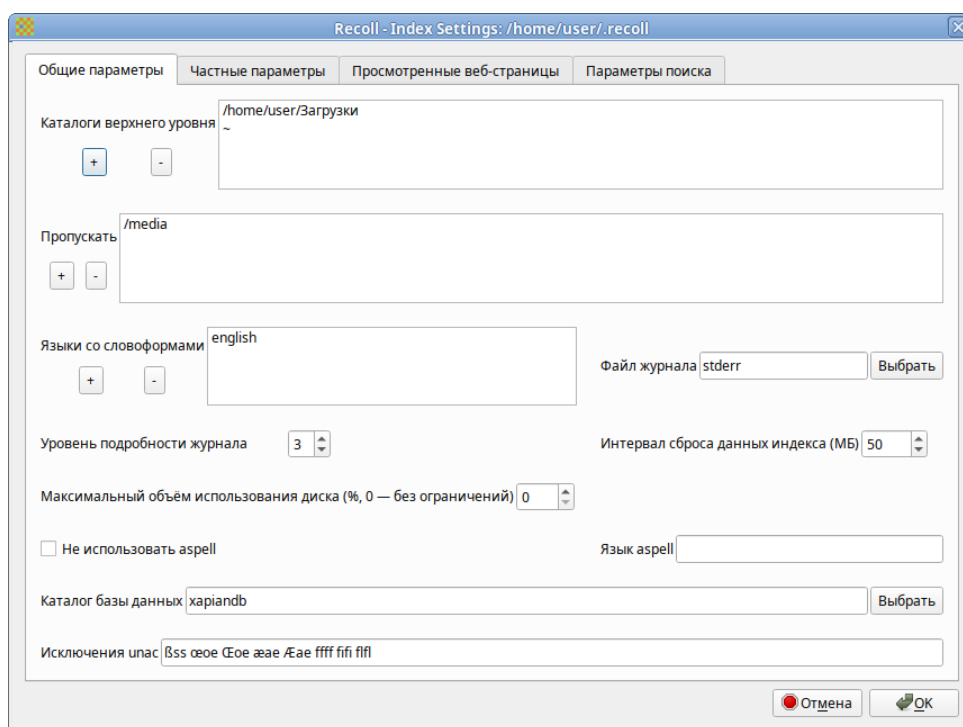 Recoll - Index Settings: /home/user/.recoll
Общие параметры Частные параметры Просмотренные веб-страницы Параметры поиска
Каталоги верхнего уровня
/home/user/Загрузки
~
+ -
Пропускать
/media
+ -
Языки со словоформами
english
+ -
Файл журнала stderr Выбрать
Уровень подробности журнала 3
Интервал сброса данных индекса (МБ) 50
Максимальный объём использования диска (%, 0 — без ограничений) 0
Не использовать aspell
Язык aspell
Каталог базы данных xapiandb Выбрать
Исключения unac ßss œoe Œoe æae Æae ffff fifi flfl
Отмена OK